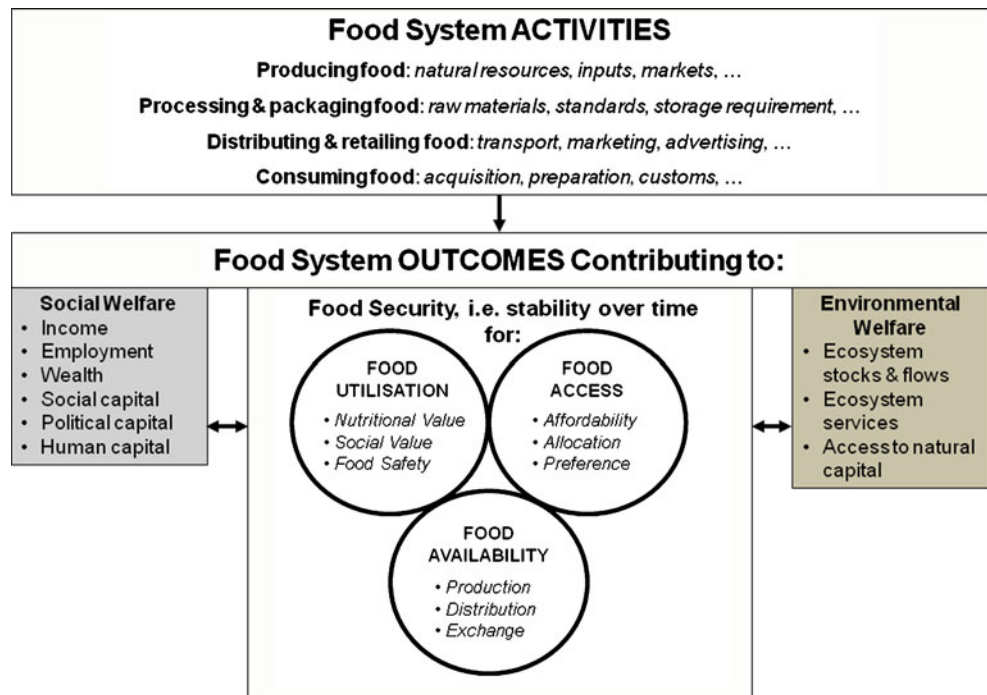 Food System ACTIVITIES
Producing food: natural resources, inputs, markets, …
Processing & packaging food: raw materials, standards, storage requirement, …
Distributing & retailing food: transport, marketing, advertising, …
Consuming food: acquisition, preparation, customs, …
Food System OUTCOMES Contributing to:
Social Welfare
• Income
• Employment
• Wealth
• Social capital
• Political capital
• Human capital
Food Security, i.e. stability over time
for:
FOOD
UTILISATION
• Nutritional Value
• Social Value
• Food Safety
FOOD
ACCESS
• Affordability
• Allocation
• Preference
FOOD
AVAILABILITY
• Production
• Distribution
• Exchange
Environmental
Welfare
• Ecosystem
stocks & flows
• Ecosystem
services
• Access to natural
capital